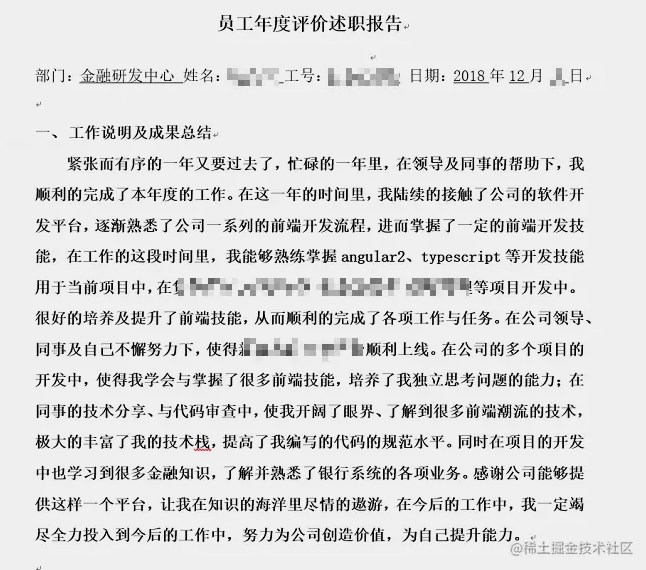 员工年度评价述职报告
部门：金融研发中心 姓名： 工号： 日期：2018 年 12 月 日
一、工作说明及成果总结
紧张而有序的一年又要过去了，忙碌的一年里，在领导及同事的帮助下，我
顺利的完成了本年度的工作。在这一年的时间里，我陆续的接触了公司的软件开
发平台，逐渐熟悉了公司一系列的前端开发流程，进而掌握了一定的前端开发技
能，在工作的这段时间里，我能够熟练掌握 angular2、typescript 等开发技能
用于当前项目中，在 等项目开发中。
很好的培养及提升了前端技能，从而顺利的完成了各项工作与任务。在公司领导、
同事及自己不懈努力下，使得 顺利上线。在公司的多个项目的
开发中，使得我学会与掌握了很多前端技能，培养了我独立思考问题的能力；在
同事的技术分享、与代码审查中，使我开阔了眼界、了解到很多前端潮流的技术，
极大的丰富了我的技术栈，提高了我编写的代码的规范水平。同时在项目的开发
中也学习到很多金融知识，了解并熟悉了银行系统的各项业务。感谢公司能够提
供这样一个平台，让我在知识的海洋里尽情的遨游，在今后的工作中，我一定竭
尽全力投入到今后的工作中，努力为公司创造价值，为自己提升能力。
@稀土掘金技术社区